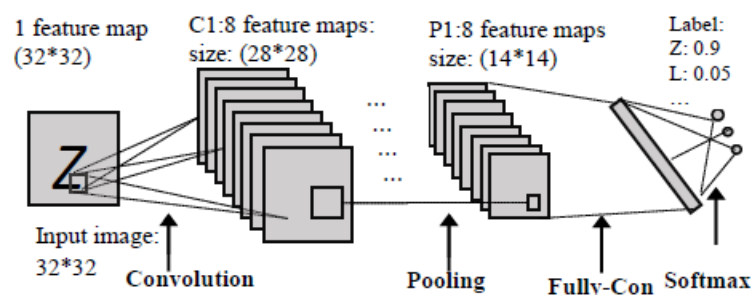 1 feature map
(32*32)
C1:8 feature maps:
size: (28*28)
P1:8 feature maps
size: (14*14)
Label:
Z: 0.9
L: 0.05
...
...
...
...
...
Z
Input image:
32*32
Convolution
Pooling
Fully-Con
Softmax